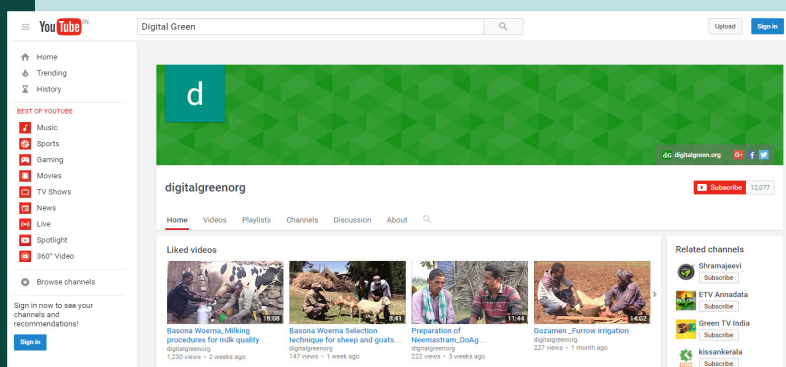 You Tube IN
Digital Green
Upload
Sign in
Home
Trending
History
BEST OF YOUTUBE
Music
Sports
Gaming
Movies
TV Shows
News
Live
Spotlight
360° Video
Browse channels
Sign in now to see your
channels and
recommendations!
Sign in
d
dG digitalgreen.org G+ f
digitalgreenorg
Subscribe 12,077
Home Videos Playlists Channels Discussion About
Liked videos
18:08
Basona Woerna_Milking
procedures for milk quality
digitalgreenorg
1,230 views • 2 weeks ago
8:41
Basona Woerna Selection
technique for sheep and goats...
digitalgreenorg
147 views • 1 week ago
11:44
Preparation of
Neemastram_DoAg...
digitalgreenorg
222 views • 3 weeks ago
14:02
Gozamen _Furrow irrigation
digitalgreenorg
227 views • 1 month ago
Related channels
Shramajeevi
Subscribe
ETV Annadata
Subscribe
Green TV India
Subscribe
kissankerala
Subscribe